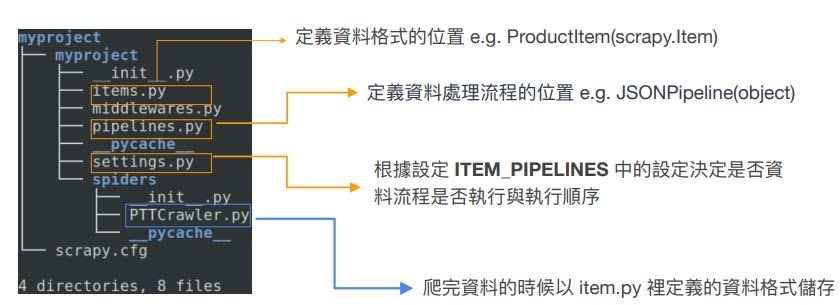 myproject
myproject
__init__.py
items.py
middlewares.py
pipelines.py
__pycache__
settings.py
spiders
__init__.py
PTTCrawler.py
__pycache__
scrapy.cfg
4 directories, 8 files
定義資料格式的位置 e.g. ProductItem(scrapy.Item)
定義資料處理流程的位置 e.g. JSONPipeline(object)
根據設定 ITEM_PIPELINES 中的設定決定是否資
料流程是否執行與執行順序
爬完資料的時候以 item.py 裡定義的資料格式儲存